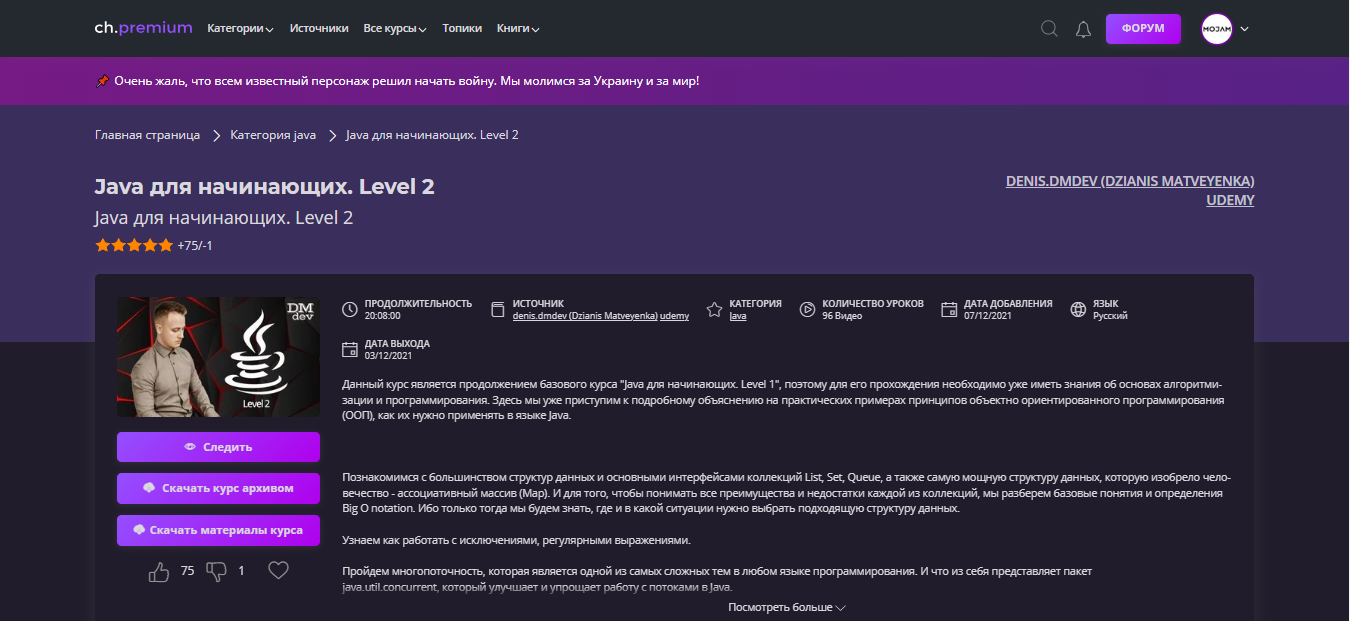 ch.premium Категории Источники Все курсы Топики Книги ФОРУМ MOJAM
Очень жаль, что всем известный персонаж решил начать войну. Мы молимся за Украину и за мир!
Главная страница Категория java Java для начинающих. Level 2
Java для начинающих. Level 2
DENIS.DMDEV (DZIANIS MATVEYENKA)
UDEMY
Java для начинающих. Level 2
+75/-1
DM
dev
Level 2
Следить
Скачать курс архивом
Скачать материалы курса
75 1
ПРОДОЛЖИТЕЛЬНОСТЬ
20:08:00
ИСТОЧНИК
denis.dmdev (Dzianis Matveyenka) udemy
КАТЕГОРИЯ
Java
КОЛИЧЕСТВО УРОКОВ
96 Видео
ДАТА ДОБАВЛЕНИЯ
07/12/2021
ЯЗЫК
Русский
ДАТА ВЫХОДА
03/12/2021
Данный курс является продолжением базового курса "Java для начинающих. Level 1", поэтому для его прохождения необходимо уже иметь знания об основах алгоритми-
зации и программирования. Здесь мы уже приступим к подробному объяснению на практических примерах принципов объектно ориентированного программирования
(ООП), как их нужно применять в языке Java.
Познакомимся с большинством структур данных и основными интерфейсами коллекций List, Set, Queue, а также самую мощную структуру данных, которую изобрело чело-
вечество - ассоциативный массив (Map). И для того, чтобы понимать все преимущества и недостатки каждой из коллекций, мы разберем базовые понятия и определения
Big O notation. Ибо только тогда мы будем знать, где и в какой ситуации нужно выбрать подходящую структуру данных.
Узнаем как работать с исключениями, регулярными выражениями.
Пройдем многопоточность, которая является одной из самых сложных тем в любом языке программирования. И что из себя представляет пакет
java.util.concurrent, который улучшает и упрощает работу с потоками в Java.
Посмотреть больше